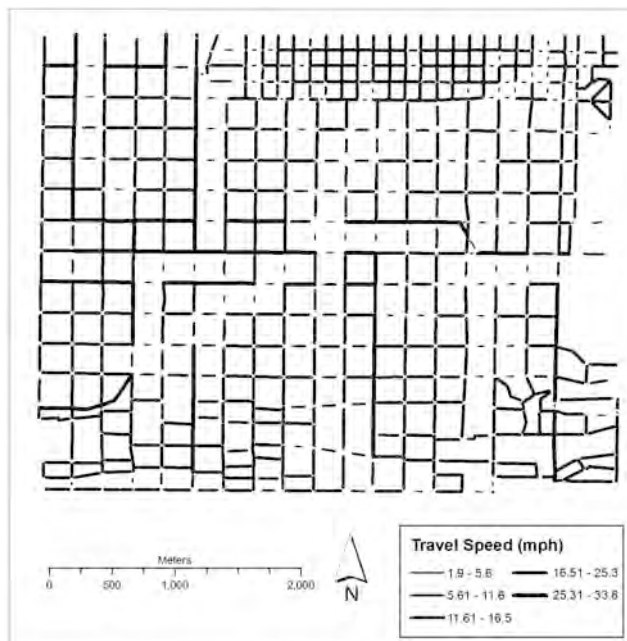 Meters
0 500 1,000 2,000
N
Travel Speed (mph)
1.9 - 5.6 16.51 - 25.3
5.61 - 11.6 25.31 - 33.8
11.61 - 16.5